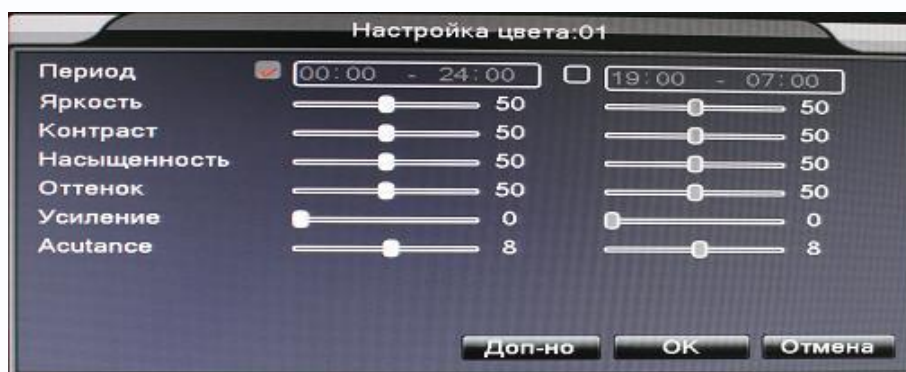 Настройка цвета:01
Период 00:00 - 24:00 19:00 - 07:00
Яркость 50 50
Контраст 50 50
Насыщенность 50 50
Оттенок 50 50
Усиление 0 0
Acutance 8 8
Доп-но OK Отмена